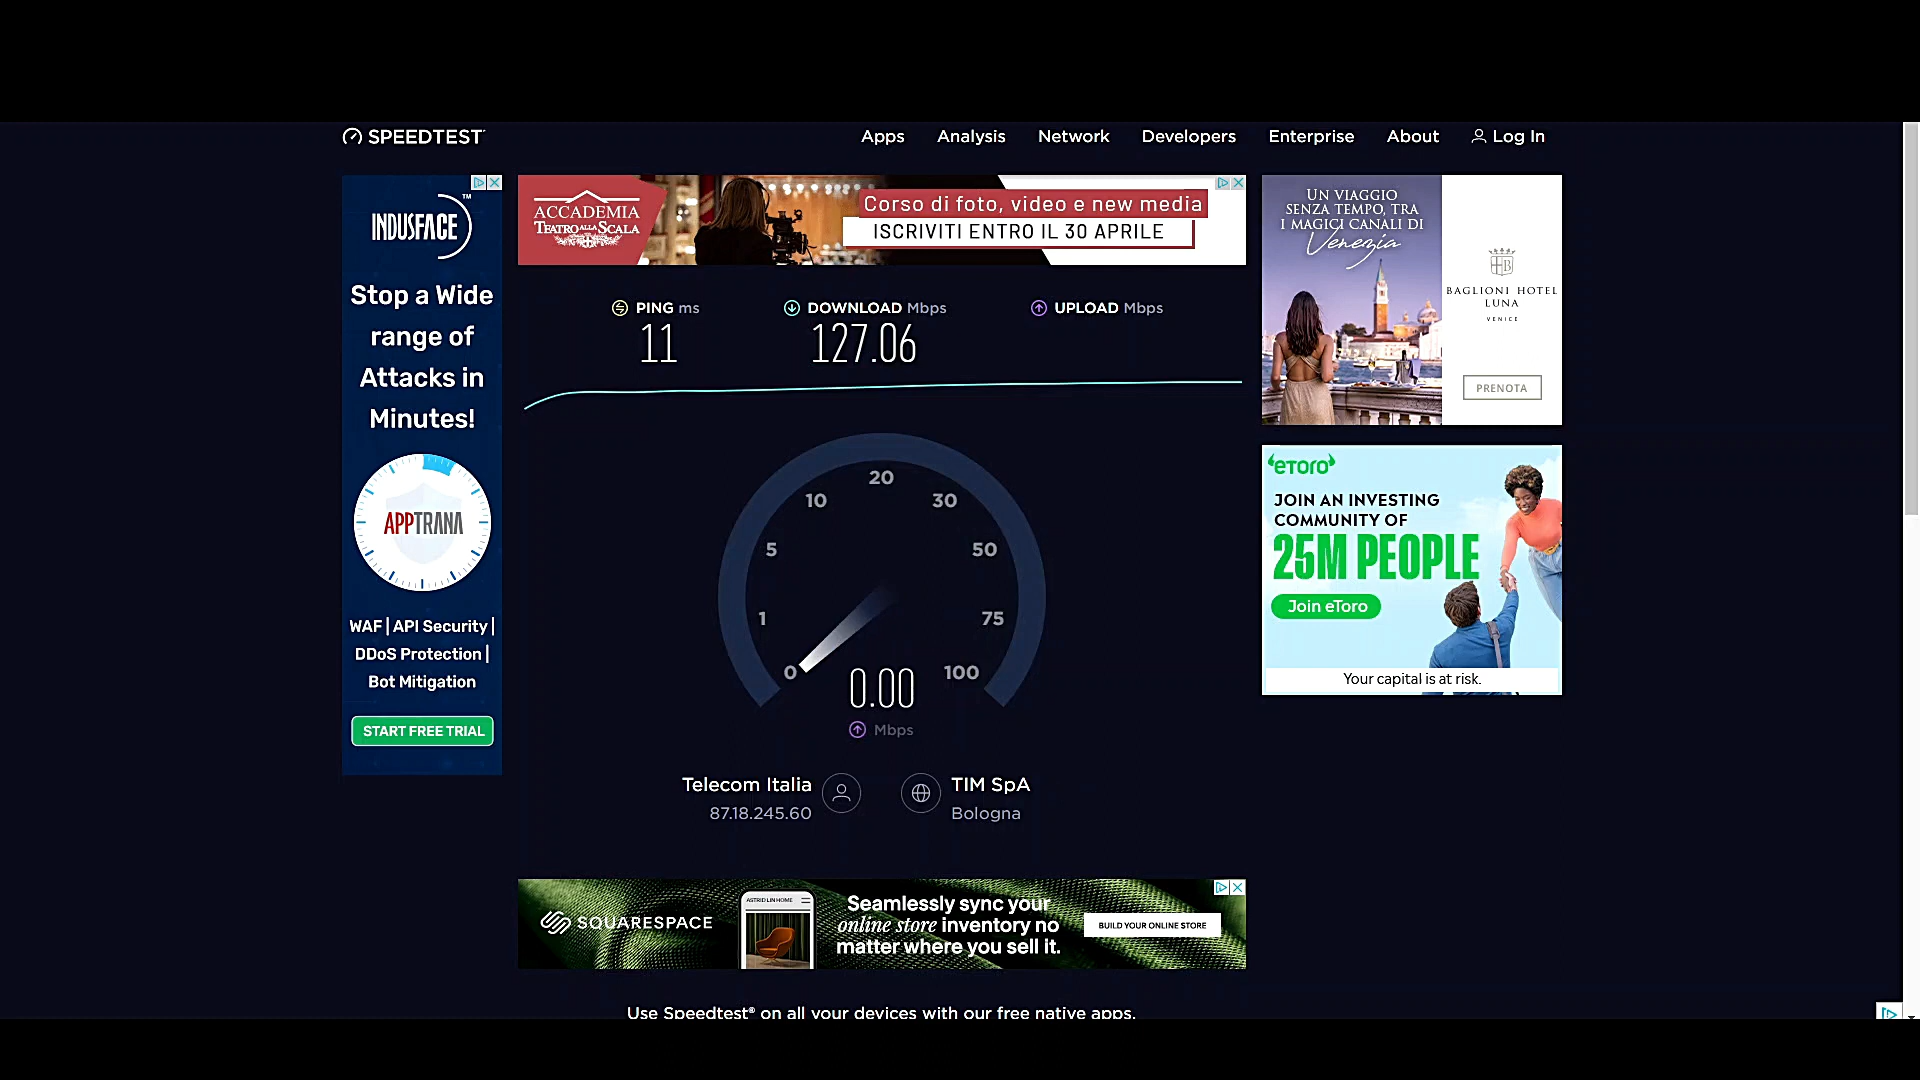 SPEEDTEST
Apps Analysis Network Developers Enterprise About Log In
INDUSFACE™
Stop a Wide
range of
Attacks in
Minutes!
APPTRANA
WAF | API Security |
DDoS Protection |
Bot Mitigation
START FREE TRIAL
ACCADEMIA
TEATRO ALLA SCALA
Corso di foto, video e new media
ISCRIVITI ENTRO IL 30 APRILE
PING ms
11
DOWNLOAD Mbps
127.06
UPLOAD Mbps
0
1
5
10
20
30
50
75
100
0.00
Mbps
Telecom Italia
87.18.245.60
TIM SpA
Bologna
UN VIAGGIO
SENZA TEMPO, TRA
I MAGICI CANALI DI
Venezia
B
BAGLIONI HOTEL
LUNA
VENICE
PRENOTA
eToro
JOIN AN INVESTING
COMMUNITY OF
25M PEOPLE
Join eToro
Your capital is at risk.
SQUARESPACE
ASTRID LIN HOME
Seamlessly sync your
online store inventory no
matter where you sell it.
BUILD YOUR ONLINE STORE
Use Speedtest® on all your devices with our free native apps.